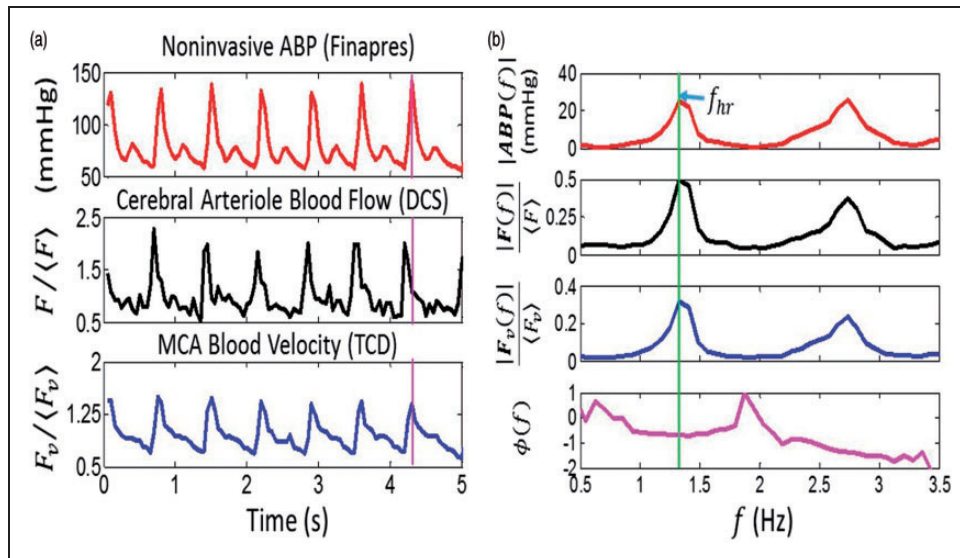 (a)
Noninvasive ABP (Finapres)
(mmHg)
150
100
50
Cerebral Arteriole Blood Flow (DCS)
F / ⟨F⟩
2.5
1.5
0.5
MCA Blood Velocity (TCD)
F_v / ⟨F_v⟩
2
1.25
0.5
0 1 2 3 4 5
Time (s)
(b)
|ABP(f)|
(mmHg)
40
20
0
f_hr
|F(f)|
⟨F⟩
0.5
0.25
0
|F_v(f)|
⟨F_v⟩
0.4
0.2
0
ϕ(f)
1
0
-1
-2
0.5 1 1.5 2 2.5 3 3.5
f (Hz)